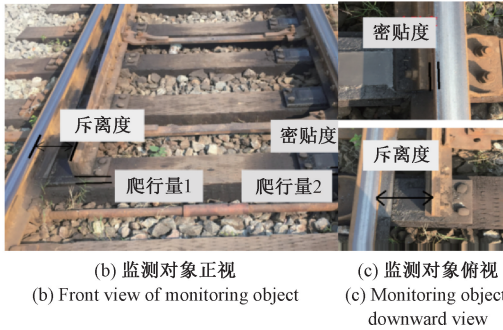 密贴度
斥离度
密贴度
爬行量1
爬行量2
斥离度
(b) 监测对象正视
(b) Front view of monitoring object
(c) 监测对象俯视
(c) Monitoring object
downward view